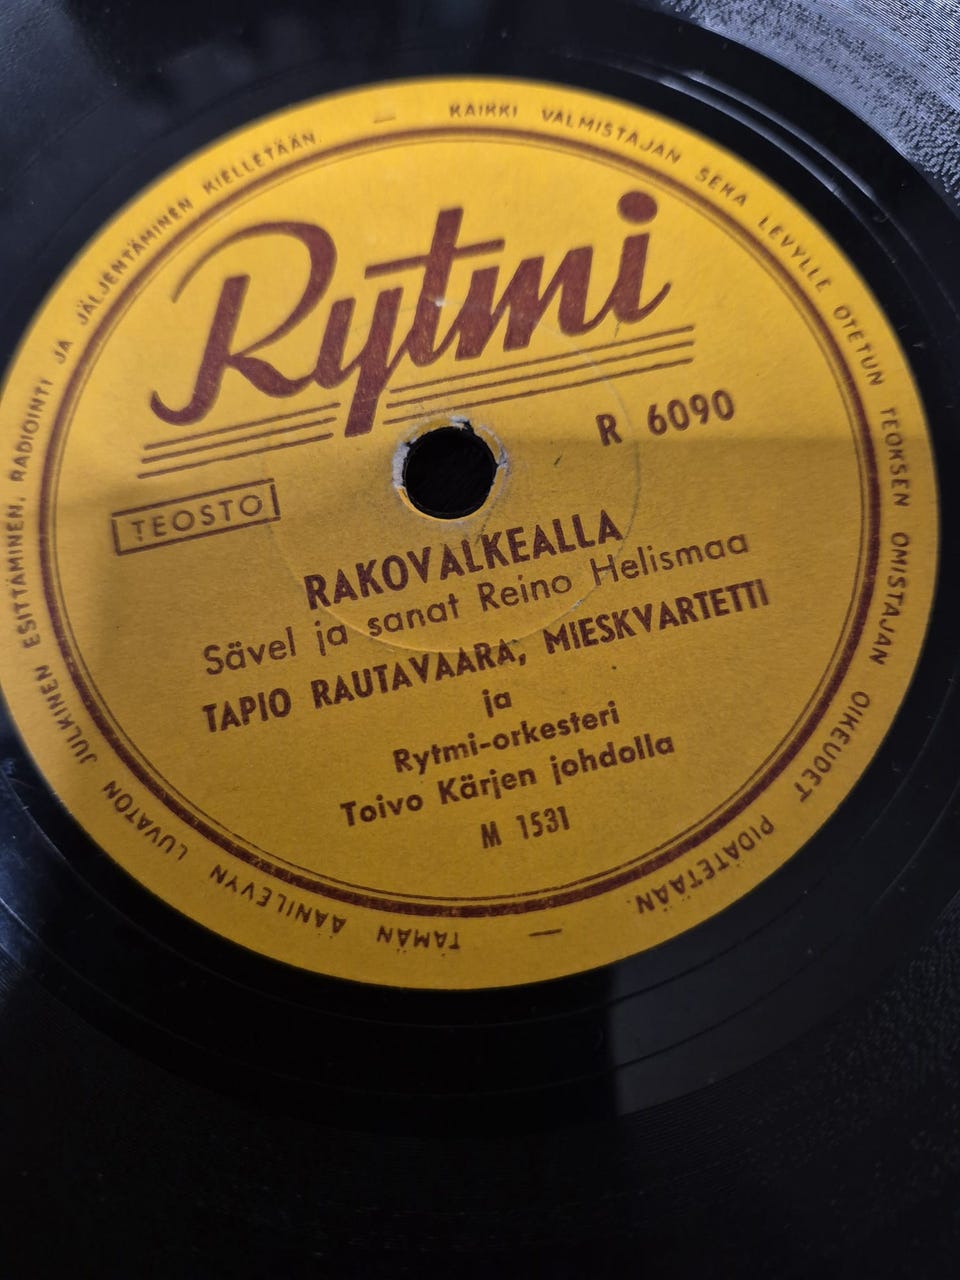 KAIKKI VALMISTAJAN SEKA LEVYLLE OTETUN TEOKSEN OMISTAJAN OIKEUDET PIDÄTETÄÄN. — TÄMÄN ÄÄNILEVYN LUVATON JULKINEN ESITTÄMINEN, RADIOINTI JA JÄLJENTÄMINEN KIELLETÄÄN. —
Rytmi
R 6090
TEOSTO
RAKOVALKEALLA
Sävel ja sanat Reino Helismaa
TAPIO RAUTAVAARA, MIESKVARTETTI
ja
Rytmi-orkesteri
Toivo Kärjen johdolla
M 1531